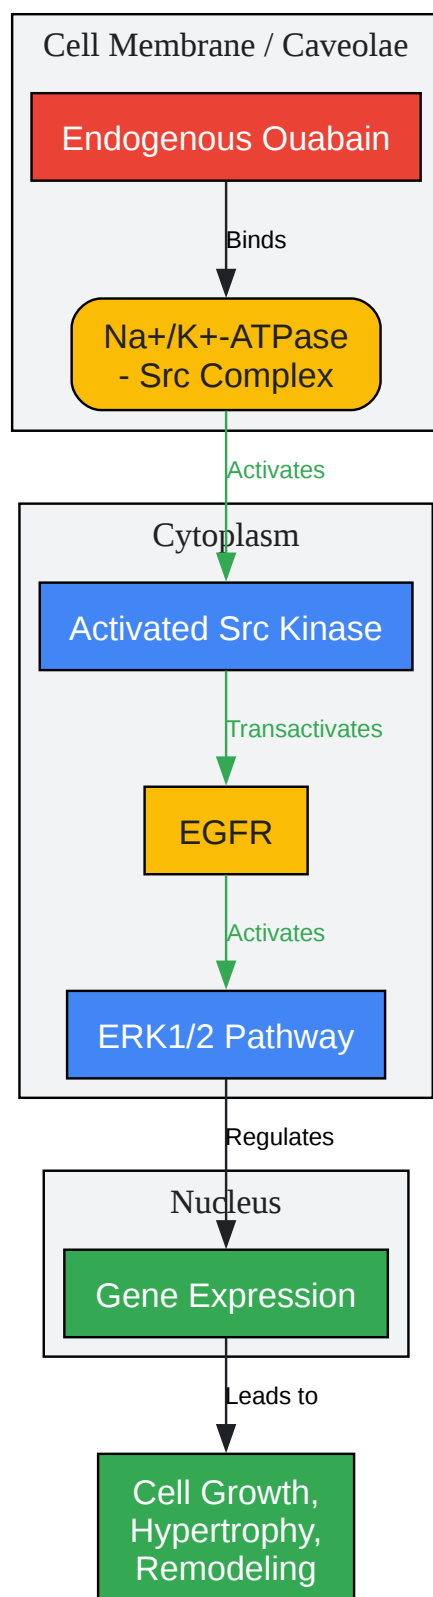 Cell Membrane / Caveolae
Endogenous Ouabain
Binds
Na+/K+-ATPase
- Src Complex
Activates
Cytoplasm
Activated Src Kinase
Transactivates
EGFR
Activates
ERK1/2 Pathway
Regulates
Nucleus
Gene Expression
Leads to
Cell Growth,
Hypertrophy,
Remodeling